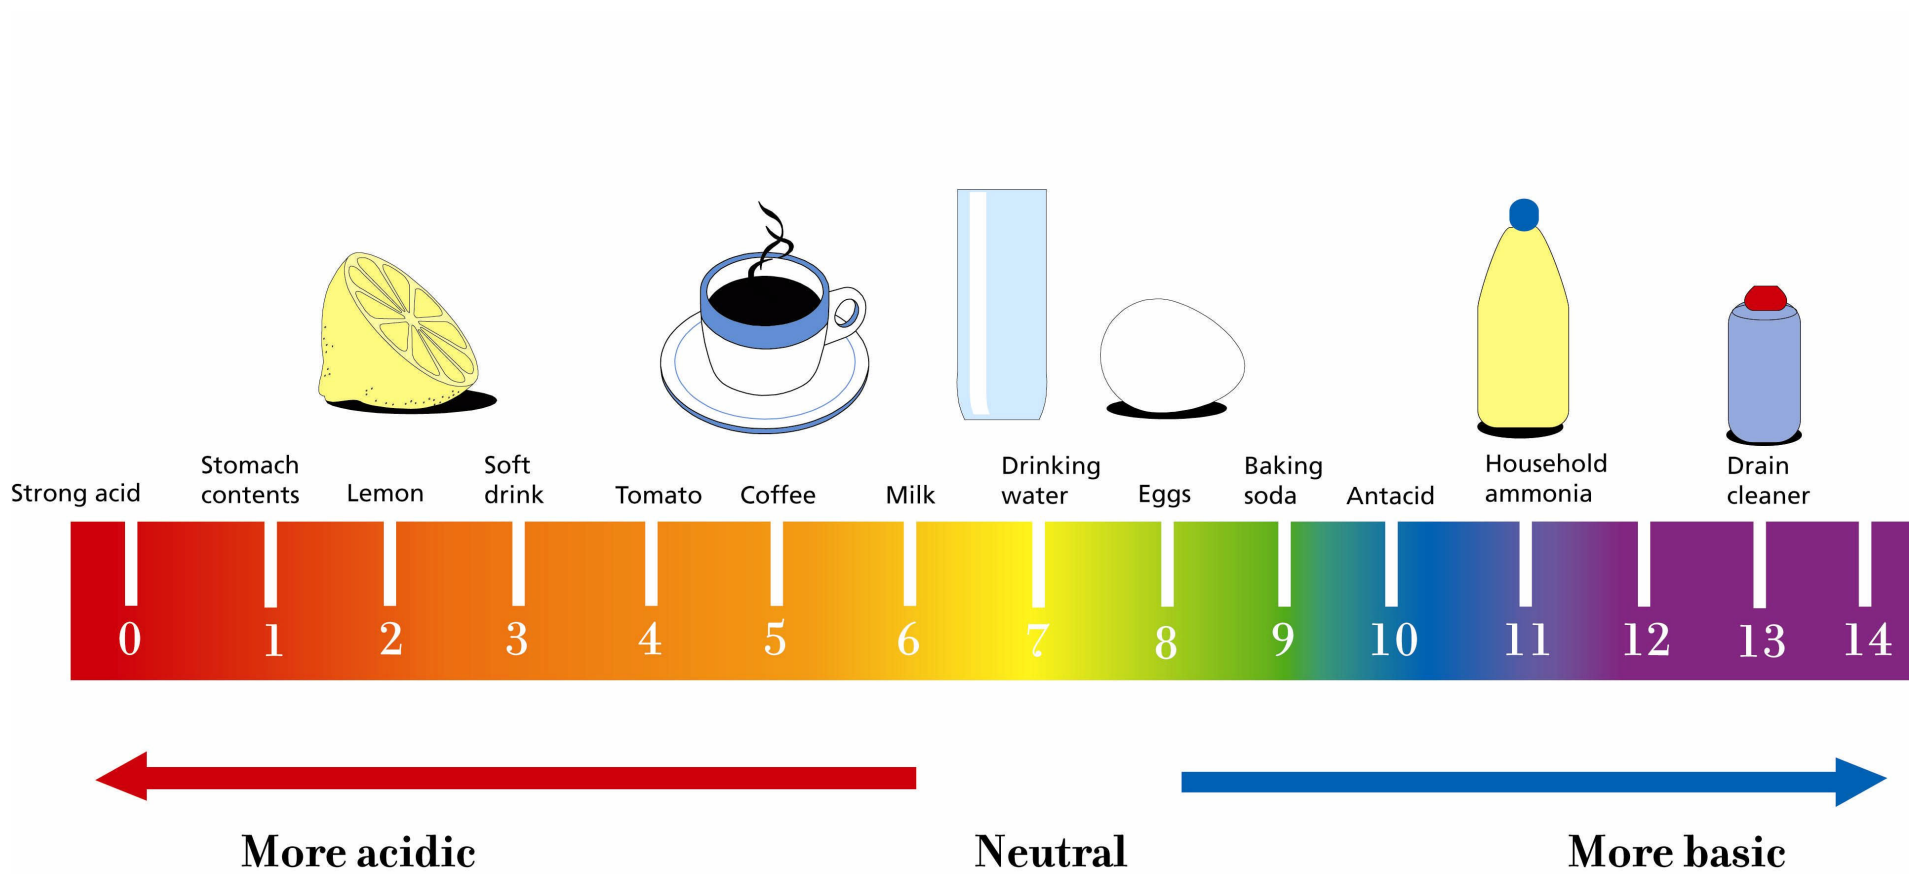 Strong acid
Stomach
contents
Lemon
Soft
drink
Tomato
Coffee
Milk
Drinking
water
Eggs
Baking
soda
Antacid
Household
ammonia
Drain
cleaner
0 1 2 3 4 5 6 7 8 9 10 11 12 13 14
More acidic
Neutral
More basic